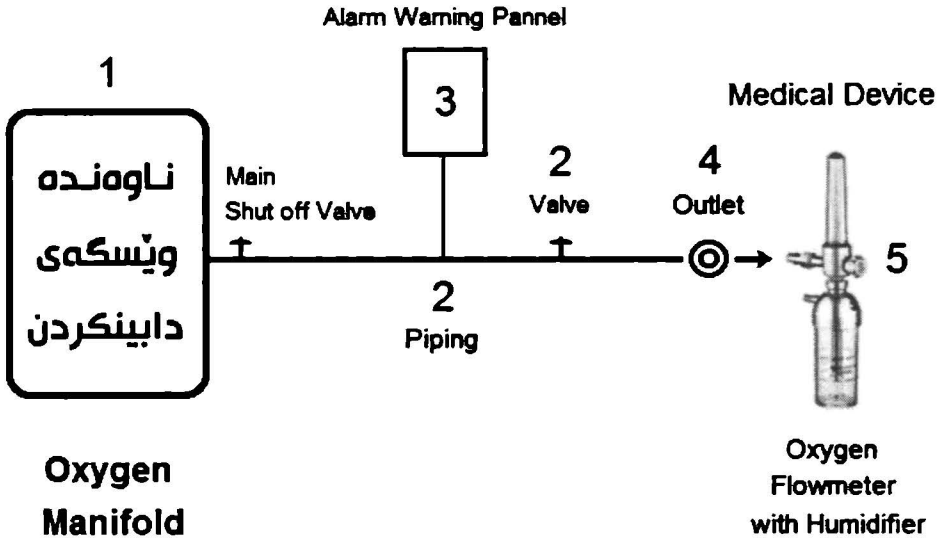 Alarm Warning Pannel
1
3
Medical Device
ناوەندە
وێسگەی
دابینکردن
Main
Shut off Valve
2
Valve
4
Outlet
5
2
Piping
Oxygen
Manifold
Oxygen
Flowmeter
with Humidifier